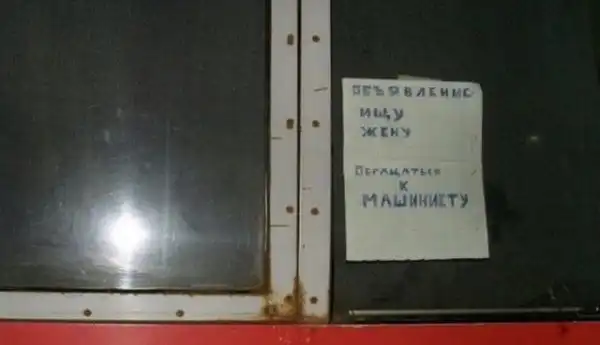 ОБЪЯВЛЕНИЕ
ИЩУ
ЖЕНУ
ОБРАЩАТЬСЯ
К
МАШИНИСТУ